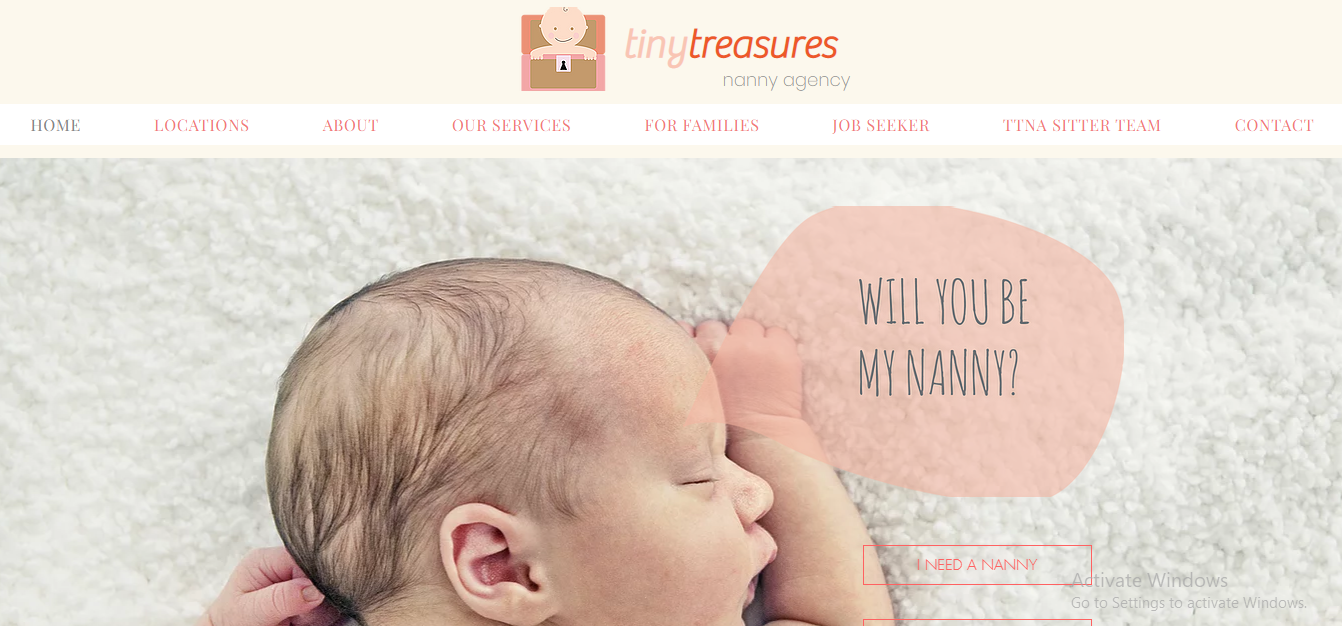 tinytreasures
nanny agency
HOME LOCATIONS ABOUT OUR SERVICES FOR FAMILIES JOB SEEKER TTNA SITTER TEAM CONTACT
WILL YOU BE
MY NANNY?
I NEED A NANNY
Activate Windows
Go to Settings to activate Windows.